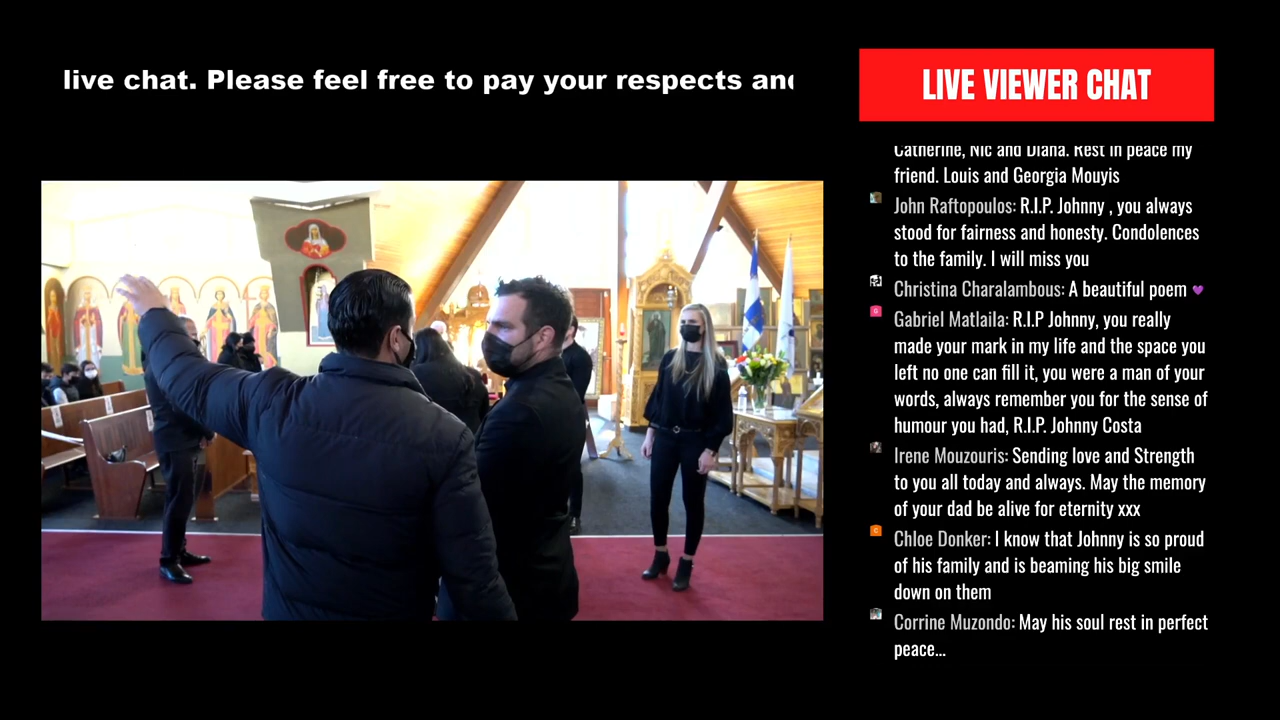 live chat. Please feel free to pay your respects and
LIVE VIEWER CHAT
Catherine, Nic and Diana. Rest in peace my
friend. Louis and Georgia Mouyis
John Raftopoulos: R.I.P. Johnny , you always
stood for fairness and honesty. Condolences
to the family. I will miss you
Christina Charalambous: A beautiful poem 💜
Gabriel Matlaila: R.I.P Johnny, you really
made your mark in my life and the space you
left no one can fill it, you were a man of your
words, always remember you for the sense of
humour you had, R.I.P. Johnny Costa
Irene Mouzouris: Sending love and Strength
to you all today and always. May the memory
of your dad be alive for eternity xxx
Chloe Donker: I know that Johnny is so proud
of his family and is beaming his big smile
down on them
Corrine Muzondo: May his soul rest in perfect
peace...